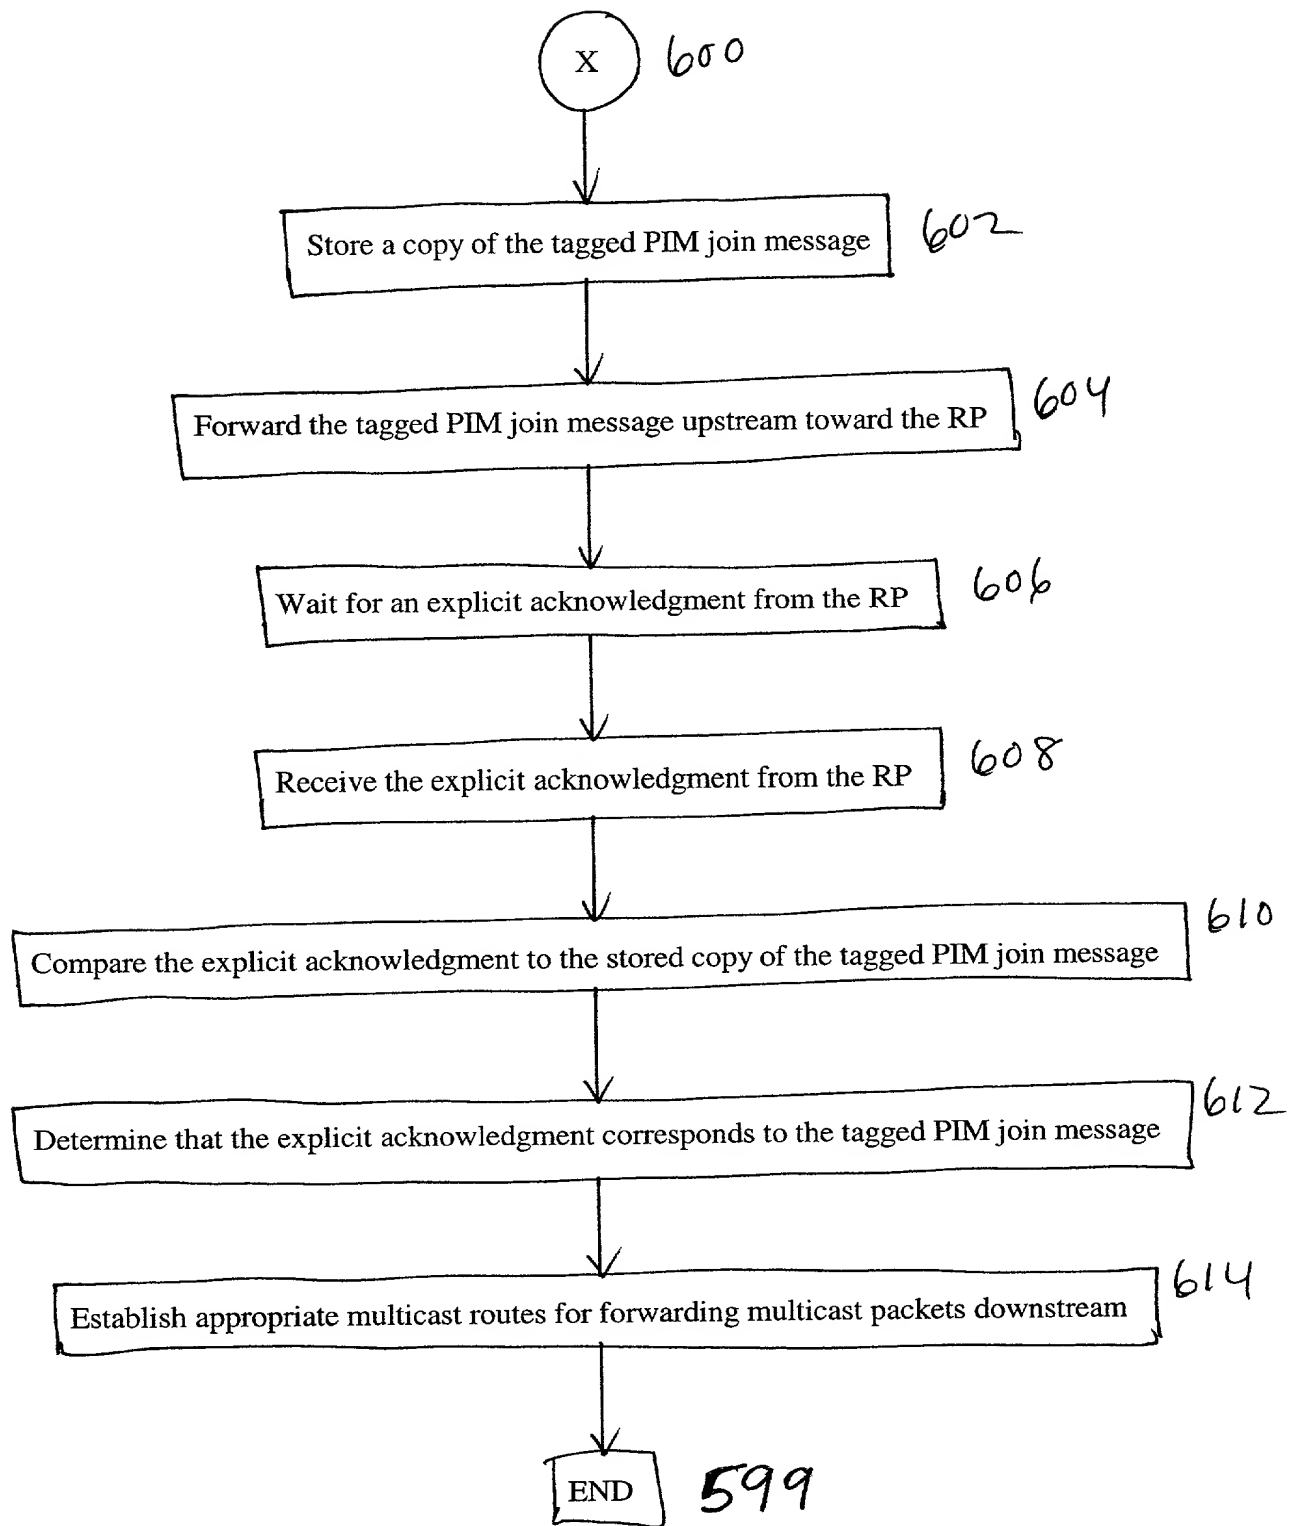 X 600
Store a copy of the tagged PIM join message 602
Forward the tagged PIM join message upstream toward the RP 604
Wait for an explicit acknowledgment from the RP 606
Receive the explicit acknowledgment from the RP 608
Compare the explicit acknowledgment to the stored copy of the tagged PIM join message 610
Determine that the explicit acknowledgment corresponds to the tagged PIM join message 612
Establish appropriate multicast routes for forwarding multicast packets downstream 614
END 599